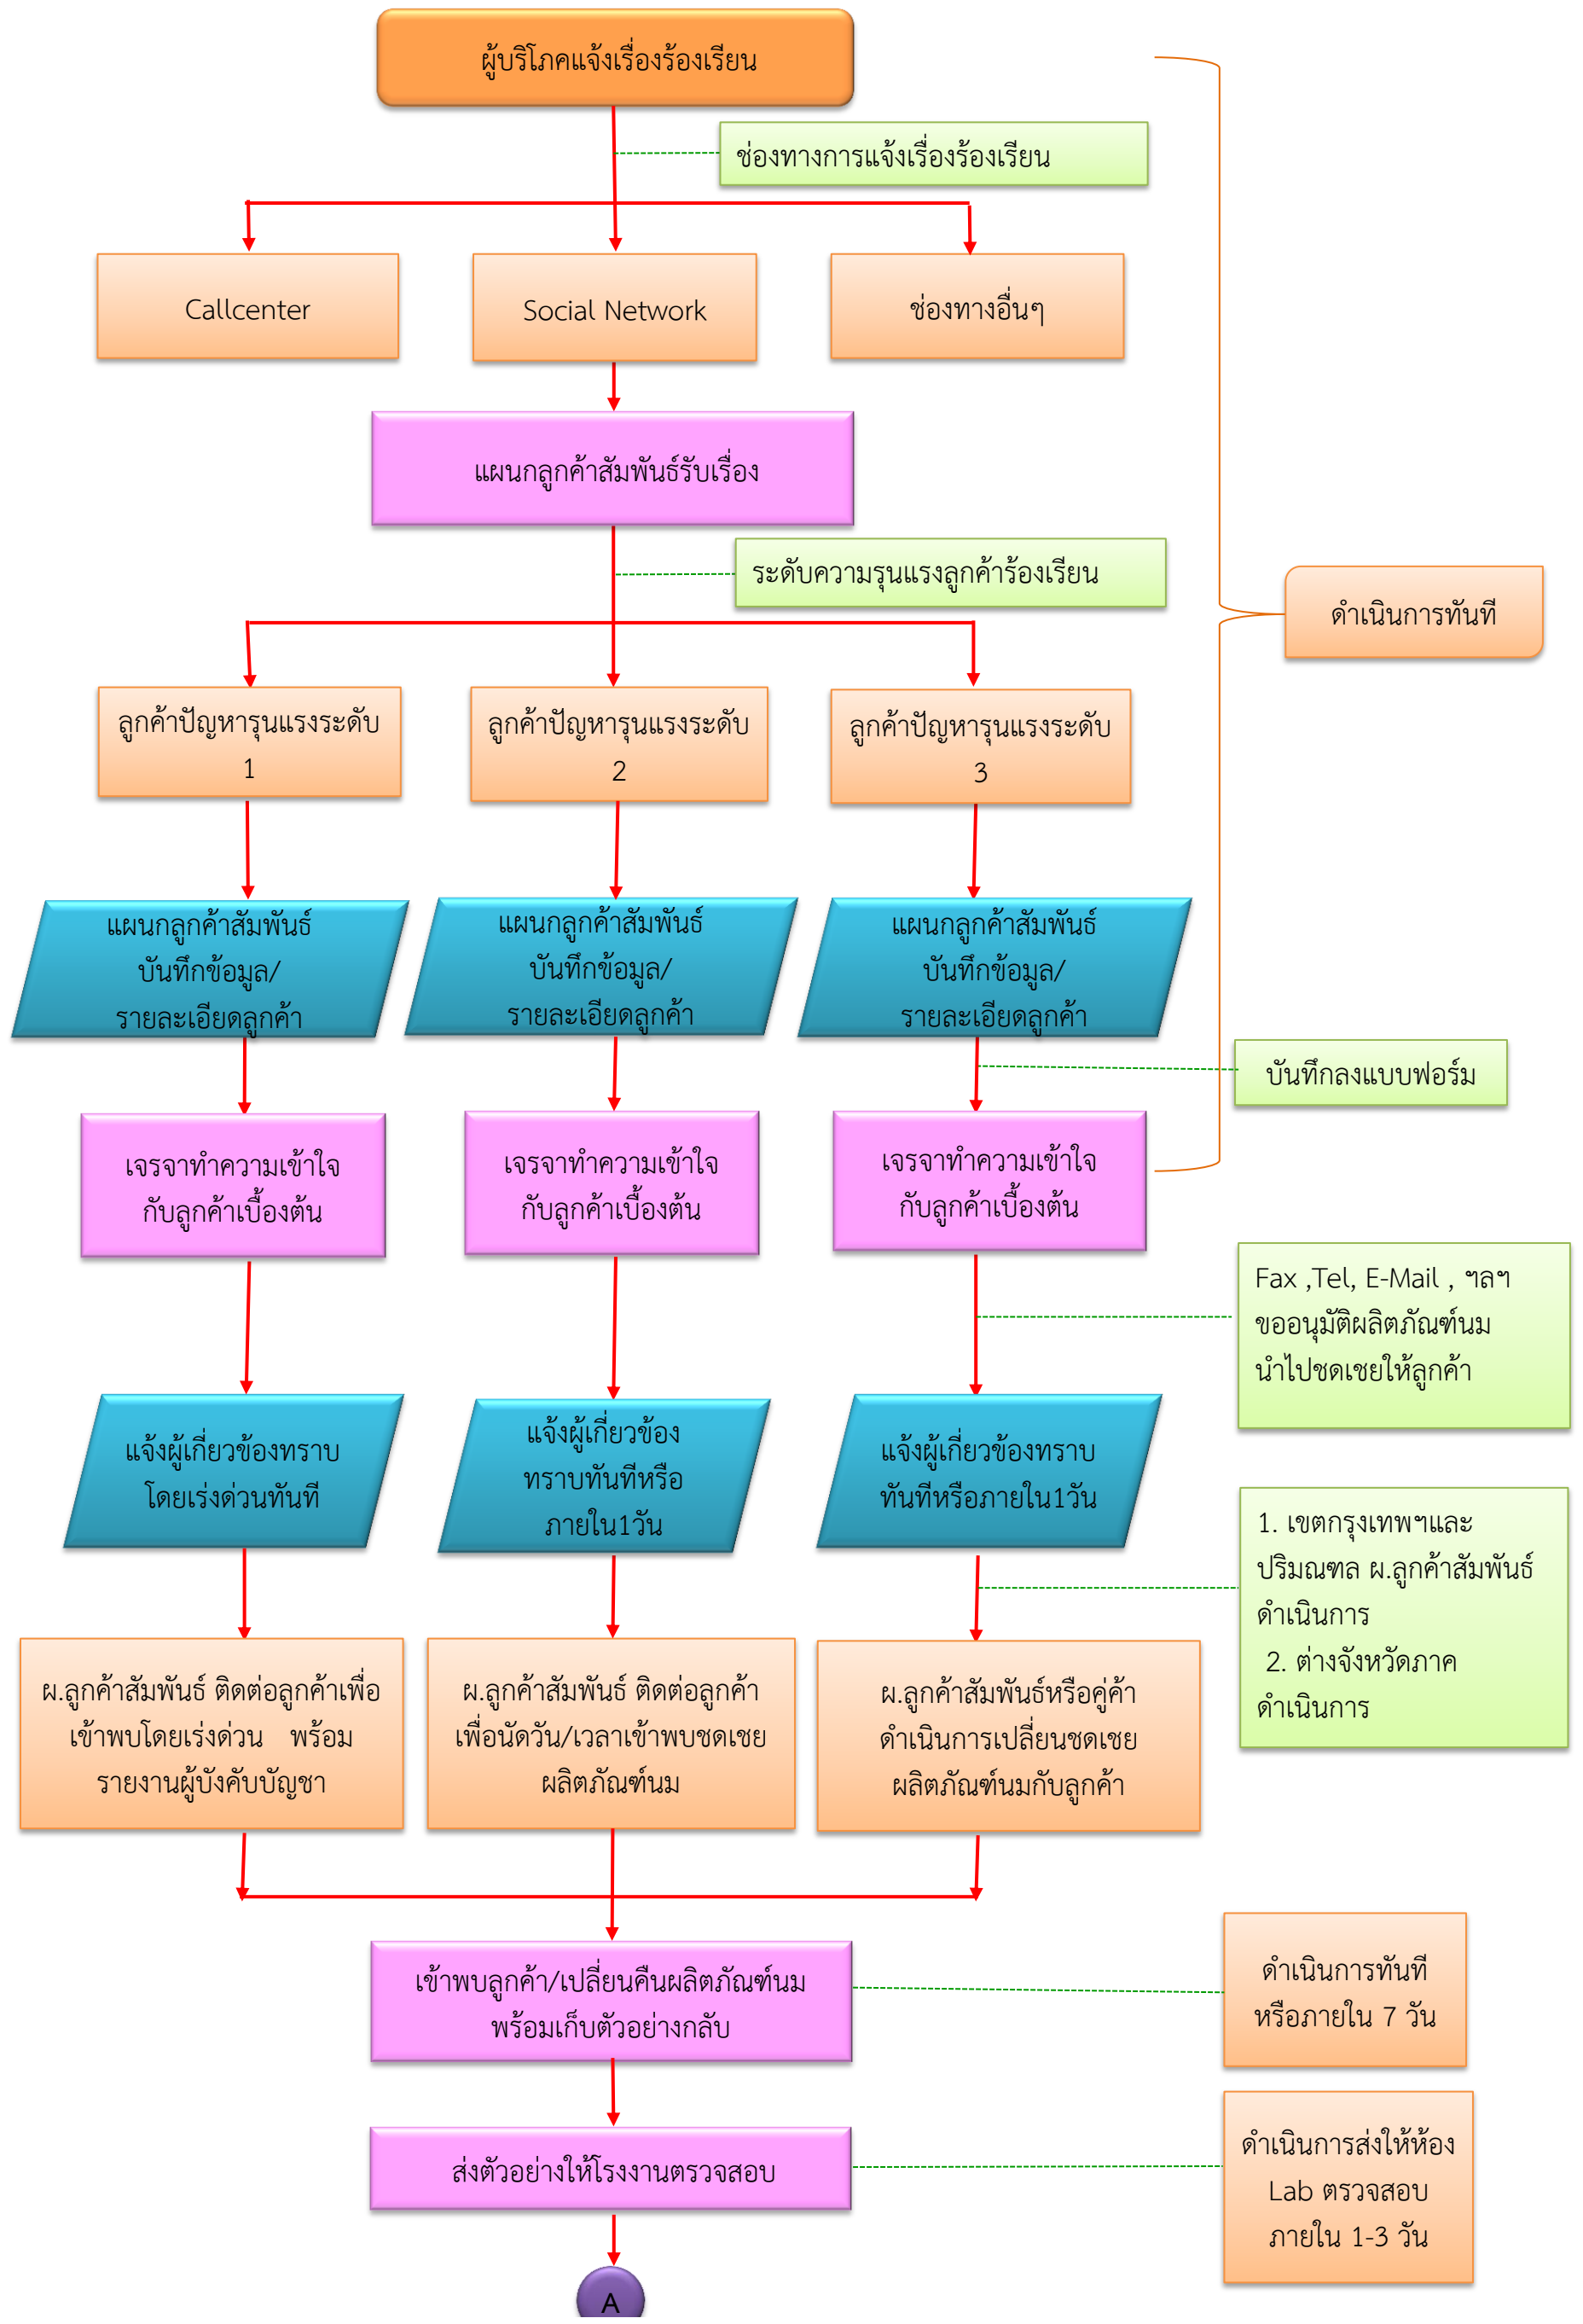 ผู้บริโภคแจ้งเรื่องร้องเรียน
ช่องทางการแจ้งเรื่องร้องเรียน
Callcenter
Social Network
ช่องทางอื่นๆ
แผนกลูกค้าสัมพันธ์รับเรื่อง
ระดับความรุนแรงลูกค้าร้องเรียน
ดำเนินการทันที
ลูกค้าปัญหารุนแรงระดับ
1
ลูกค้าปัญหารุนแรงระดับ
2
ลูกค้าปัญหารุนแรงระดับ
3
แผนกลูกค้าสัมพันธ์
บันทึกข้อมูล/
รายละเอียดลูกค้า
แผนกลูกค้าสัมพันธ์
บันทึกข้อมูล/
รายละเอียดลูกค้า
แผนกลูกค้าสัมพันธ์
บันทึกข้อมูล/
รายละเอียดลูกค้า
บันทึกลงแบบฟอร์ม
เจรจาทำความเข้าใจ
กับลูกค้าเบื้องต้น
เจรจาทำความเข้าใจ
กับลูกค้าเบื้องต้น
เจรจาทำความเข้าใจ
กับลูกค้าเบื้องต้น
Fax ,Tel, E-Mail , ฯลฯ
ขออนุมัติผลิตภัณฑ์นม
นำไปชดเชยให้ลูกค้า
แจ้งผู้เกี่ยวข้องทราบ
โดยเร่งด่วนทันที
แจ้งผู้เกี่ยวข้อง
ทราบทันทีหรือ
ภายใน1วัน
แจ้งผู้เกี่ยวข้องทราบ
ทันทีหรือภายใน1วัน
1. เขตกรุงเทพฯและ
ปริมณฑล ผ.ลูกค้าสัมพันธ์
ดำเนินการ
2. ต่างจังหวัดภาค
ดำเนินการ
ผ.ลูกค้าสัมพันธ์ ติดต่อลูกค้าเพื่อ
เข้าพบโดยเร่งด่วน พร้อม
รายงานผู้บังคับบัญชา
ผ.ลูกค้าสัมพันธ์ ติดต่อลูกค้า
เพื่อนัดวัน/เวลาเข้าพบชดเชย
ผลิตภัณฑ์นม
ผ.ลูกค้าสัมพันธ์หรือคู่ค้า
ดำเนินการเปลี่ยนชดเชย
ผลิตภัณฑ์นมกับลูกค้า
เข้าพบลูกค้า/เปลี่ยนคืนผลิตภัณฑ์นม
พร้อมเก็บตัวอย่างกลับ
ดำเนินการทันที
หรือภายใน 7 วัน
ส่งตัวอย่างให้โรงงานตรวจสอบ
ดำเนินการส่งให้ห้อง
Lab ตรวจสอบ
ภายใน 1-3 วัน
A